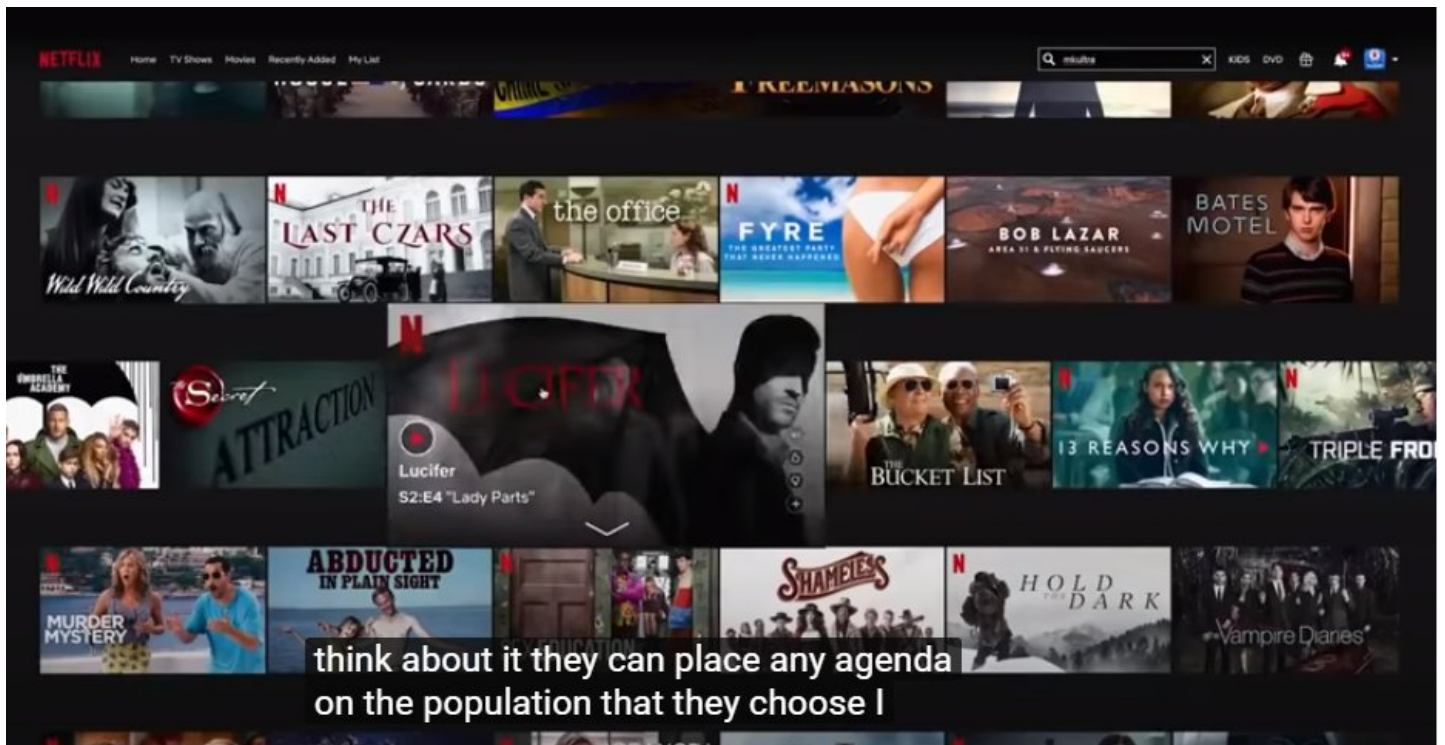 NETFLIX Home TV Shows Movies Recently Added My List mkultra KIDS DVD
FREEMASONS
Wild Wild Country
THE
LAST CZARS
the office
FYRE
THE GREATEST PARTY
THAT NEVER HAPPENED
BOB LAZAR
AREA 51 & FLYING SAUCERS
BATES
MOTEL
THE
UMBRELLA
ACADEMY
Secret
ATTRACTION
LUCIFER
Lucifer
S2:E4 "Lady Parts"
THE
BUCKET LIST
13 REASONS WHY
TRIPLE FRO
MURDER
MYSTERY
ABDUCTED
IN PLAIN SIGHT
SEX EDUCATION
SHAMELESS
HOLD
THE DARK
The Vampire Diaries
think about it they can place any agenda
on the population that they choose I